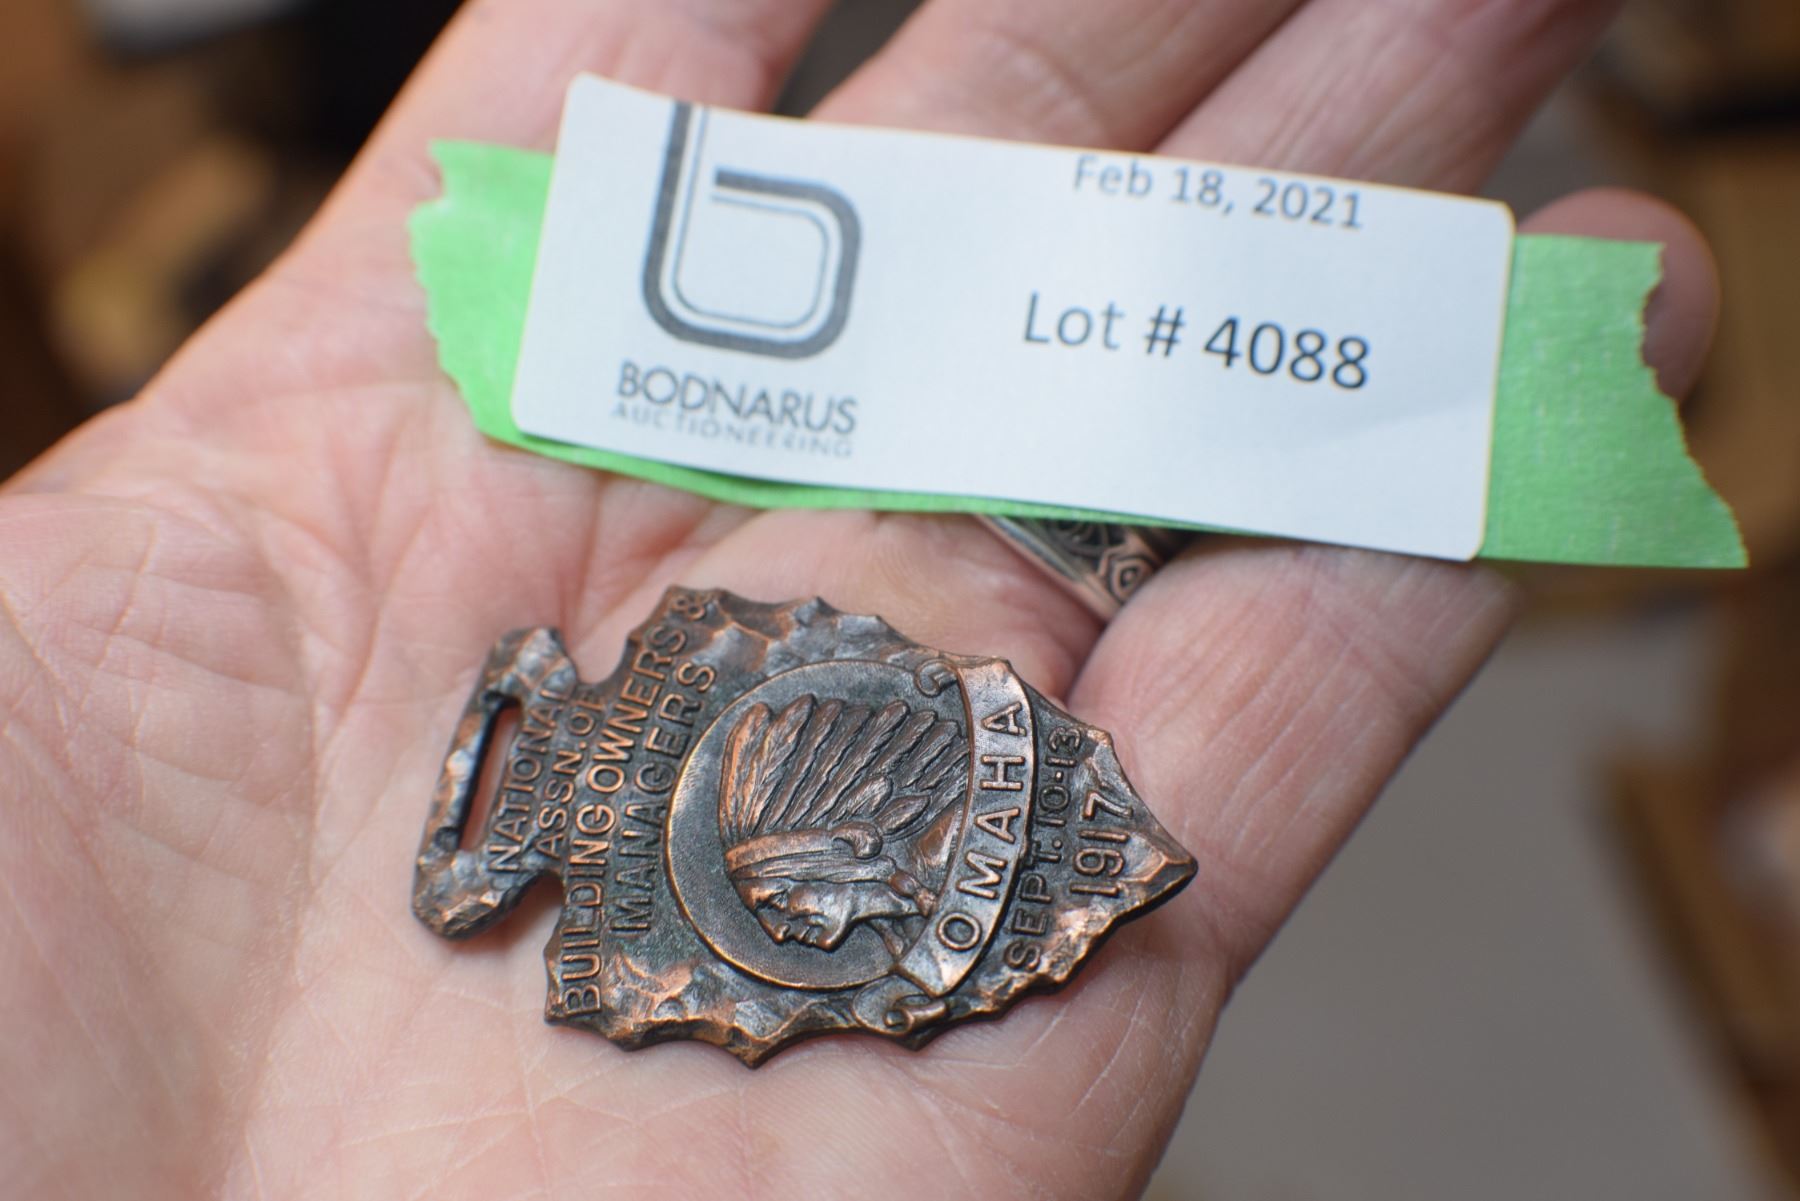 Feb 18, 2021
Lot # 4088
BODNARUS
AUCTIONEERING
NATIONAL
ASSN. OF
BUILDING OWNERS &
MANAGERS
OMAHA
SEPT. 10-13
1917